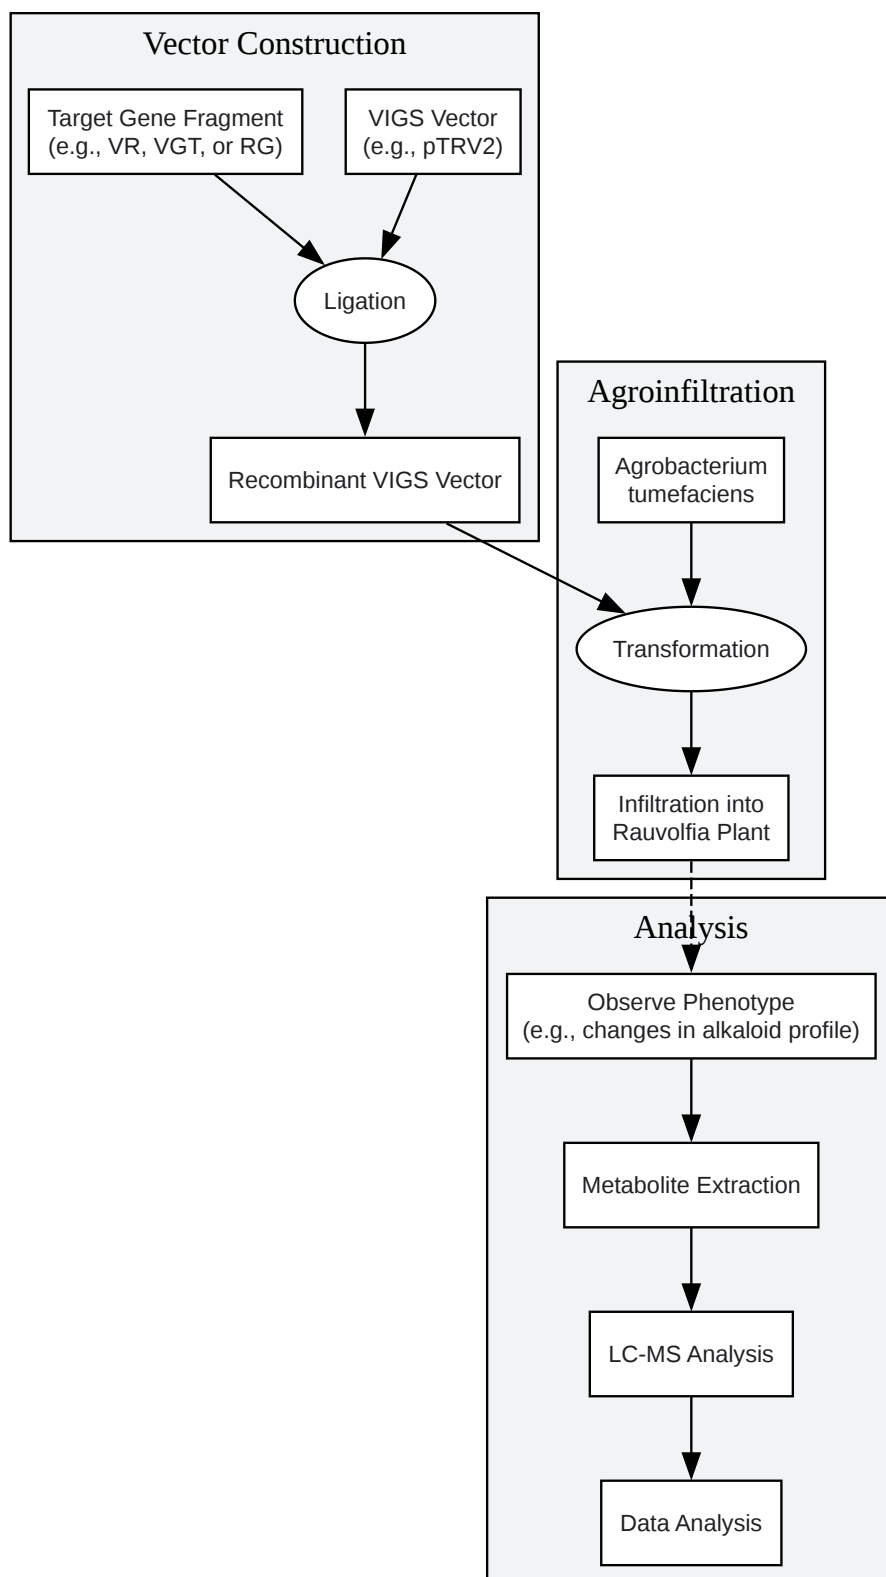 Vector Construction
Target Gene Fragment
(e.g., VR, VGT, or RG)
VIGS Vector
(e.g., pTRV2)
Ligation
Recombinant VIGS Vector
Agroinfiltration
Agrobacterium
tumefaciens
Transformation
Infiltration into
Rauvolfia Plant
Analysis
Observe Phenotype
(e.g., changes in alkaloid profile)
Metabolite Extraction
LC-MS Analysis
Data Analysis